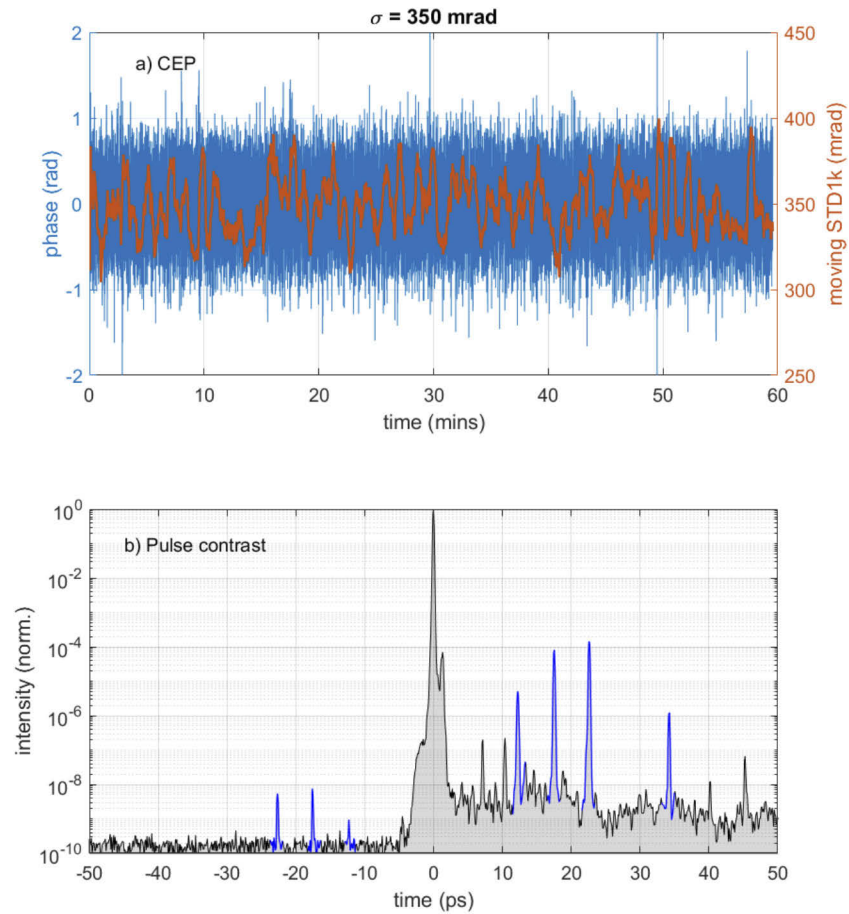 σ = 350 mrad
a) CEP
2
1
0
-1
-2
phase (rad)
450
400
350
300
250
moving STD1k (mrad)
0 10 20 30 40 50 60
time (mins)
b) Pulse contrast
10^0
10^-2
10^-4
10^-6
10^-8
10^-10
intensity (norm.)
-50 -40 -30 -20 -10 0 10 20 30 40 50
time (ps)